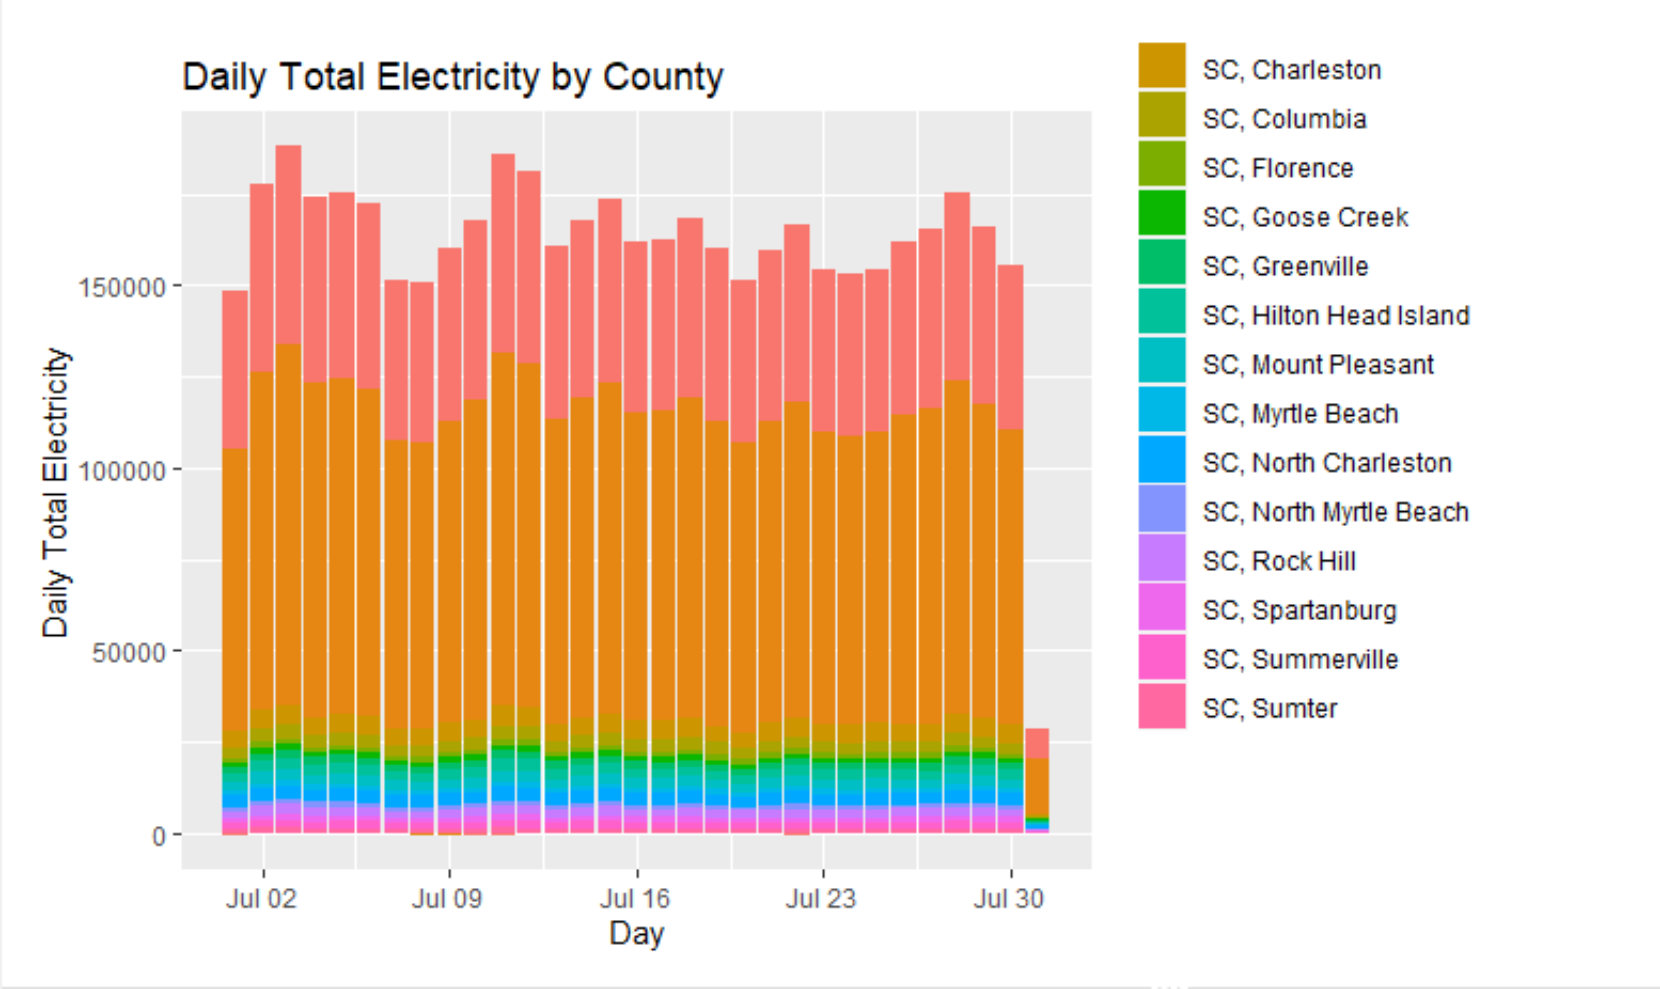 Daily Total Electricity by County
Daily Total Electricity
150000
100000
50000
0
Jul 02
Jul 09
Jul 16
Jul 23
Jul 30
Day
SC, Charleston
SC, Columbia
SC, Florence
SC, Goose Creek
SC, Greenville
SC, Hilton Head Island
SC, Mount Pleasant
SC, Myrtle Beach
SC, North Charleston
SC, North Myrtle Beach
SC, Rock Hill
SC, Spartanburg
SC, Summerville
SC, Sumter